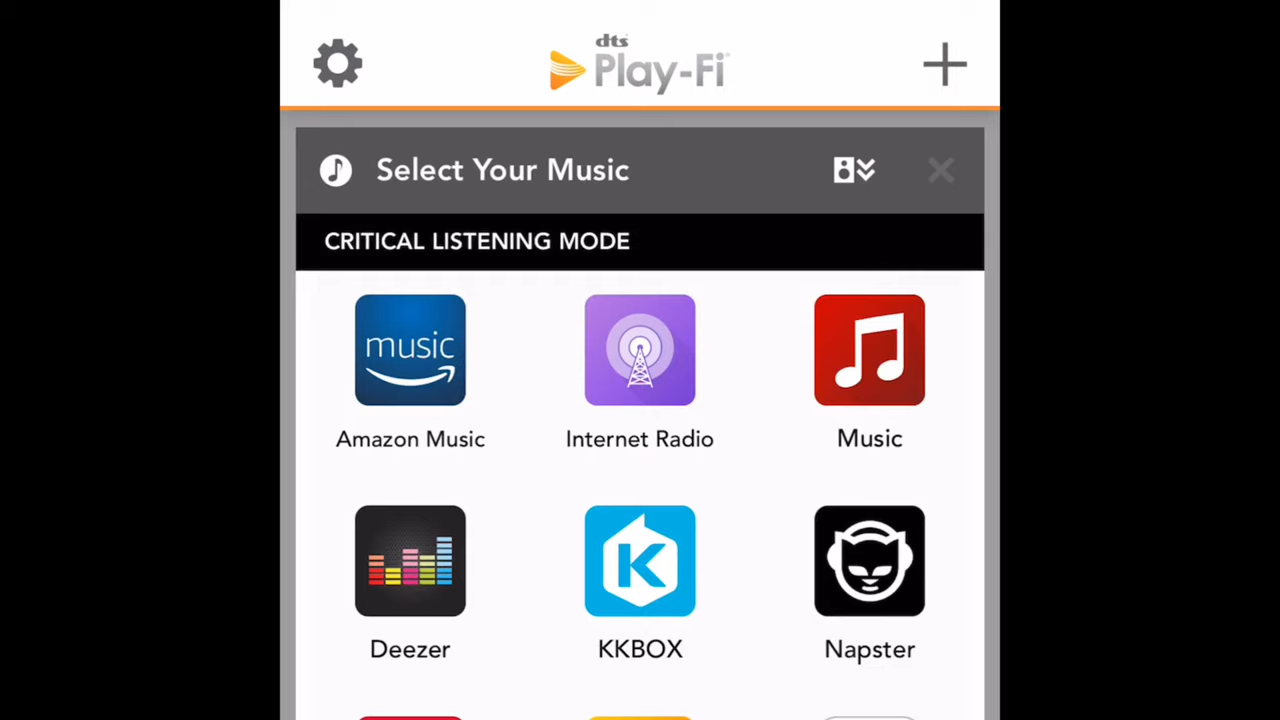 dts
Play-Fi
Select Your Music
CRITICAL LISTENING MODE
music
Amazon Music
Internet Radio
Music
K
Deezer
KKBOX
Napster